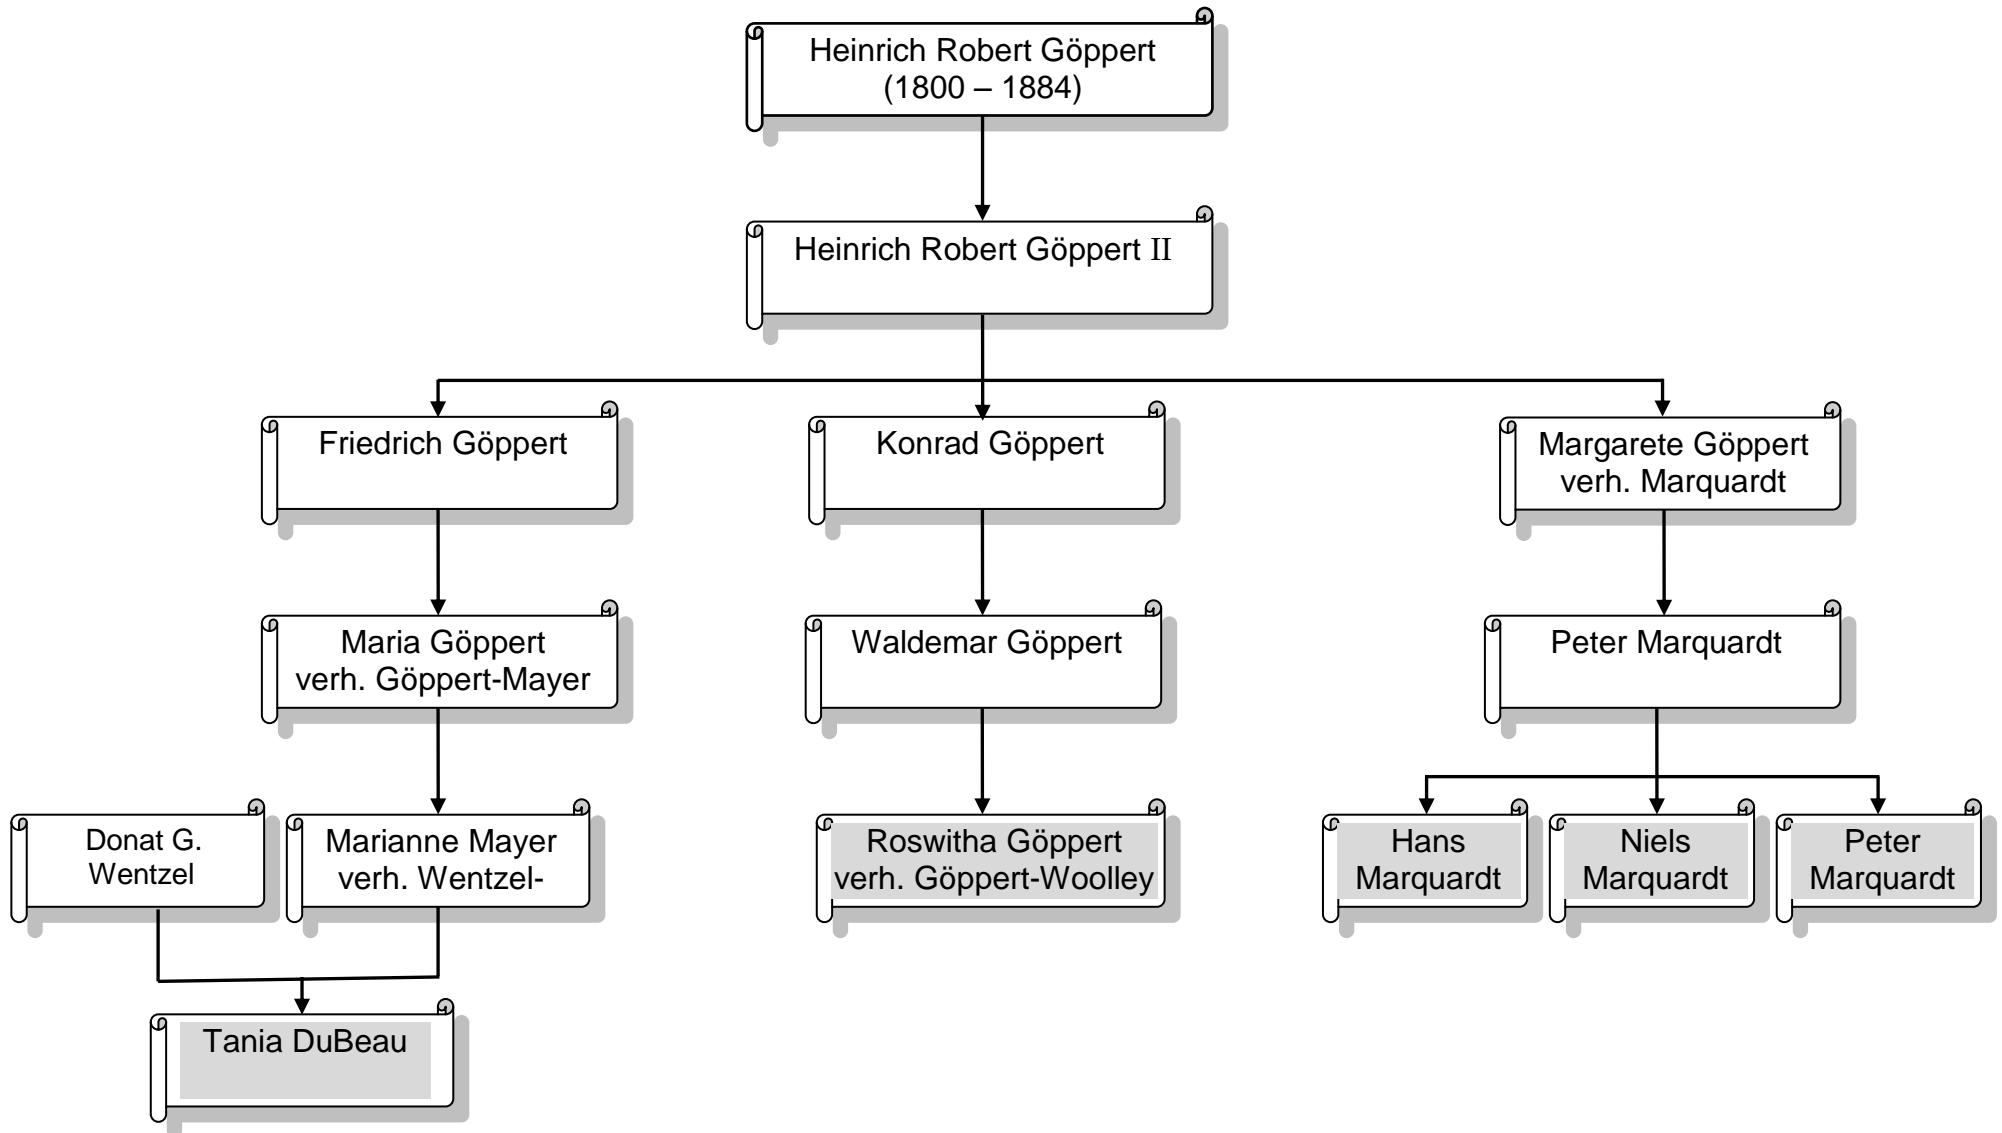 Heinrich Robert Göppert
(1800 – 1884)
Heinrich Robert Göppert II
Friedrich Göppert
Konrad Göppert
Margarete Göppert
verh. Marquardt
Maria Göppert
verh. Göppert-Mayer
Waldemar Göppert
Peter Marquardt
Donat G.
Wentzel
Marianne Mayer
verh. Wentzel-
Roswitha Göppert
verh. Göppert-Woolley
Hans
Marquardt
Niels
Marquardt
Peter
Marquardt
Tania DuBeau